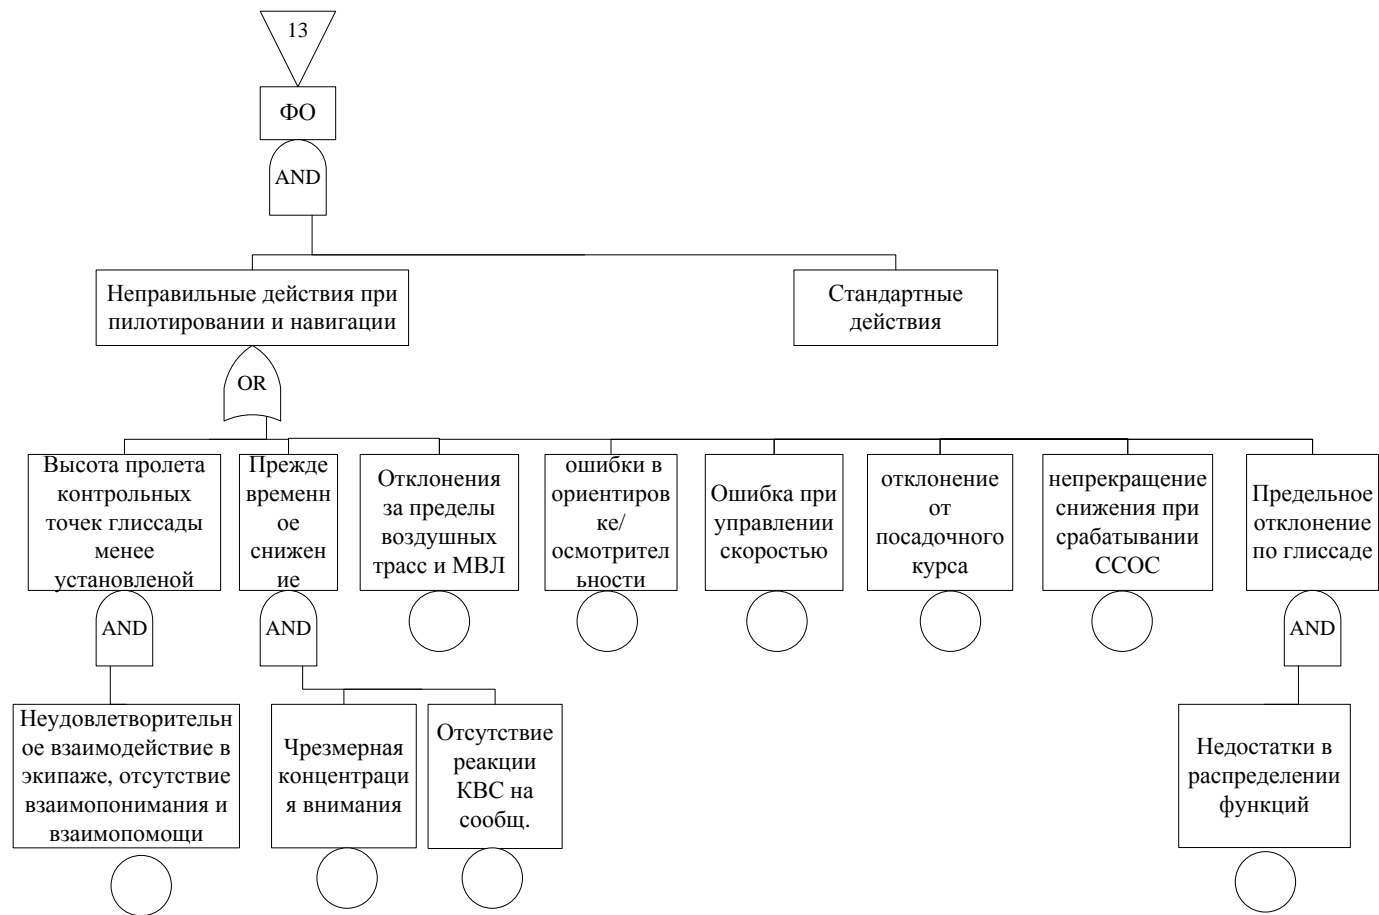 13
ФО
AND
Неправильные действия при
пилотировании и навигации
Стандартные
действия
OR
Высота пролета
контрольных
точек глиссады
менее
установленой
Прежде
временн
ое
снижен
ие
Отклонения
за пределы
воздушных
трасс и МВЛ
ошибки в
ориентиров
ке/
осмотрител
ьности
Ошибка при
управлении
скоростью
отклонение
от
посадочного
курса
непрекращение
снижения при
срабатывании
ССОС
Предельное
отклонение
по глиссаде
AND
AND
AND
Неудовлетворительн
ое взаимодействие в
экипаже, отсутствие
взаимопонимания и
взаимопомощи
Чрезмерная
концентраци
я внимания
Отсутствие
реакции
КВС на
сообщ.
Недостатки в
распределении
функций